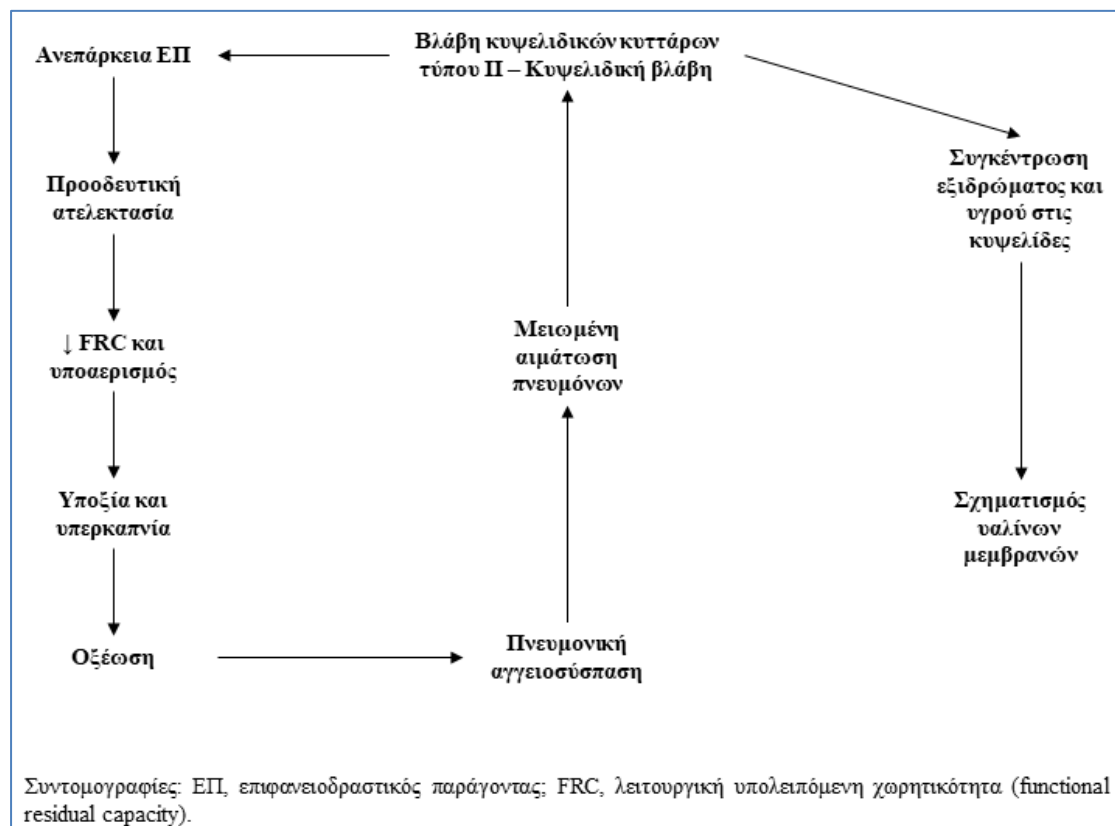 Ανεπάρκεια ΕΠ
Βλάβη κυψελιδικών κυττάρων
τύπου ΙΙ – Κυψελιδική βλάβη
Συγκέντρωση
εξιδρώματος και
υγρού στις
κυψελίδες
Προοδευτική
ατελεκτασία
↓ FRC και
υποαερισμός
Μειωμένη
αιμάτωση
πνευμόνων
Υποξία και
υπερκαπνία
Σχηματισμός
υαλίνων
μεμβρανών
Οξέωση
Πνευμονική
αγγειοσύσπαση
Συντομογραφίες: ΕΠ, επιφανειοδραστικός παράγοντας; FRC, λειτουργική υπολειπόμενη χωρητικότητα (functional
residual capacity).